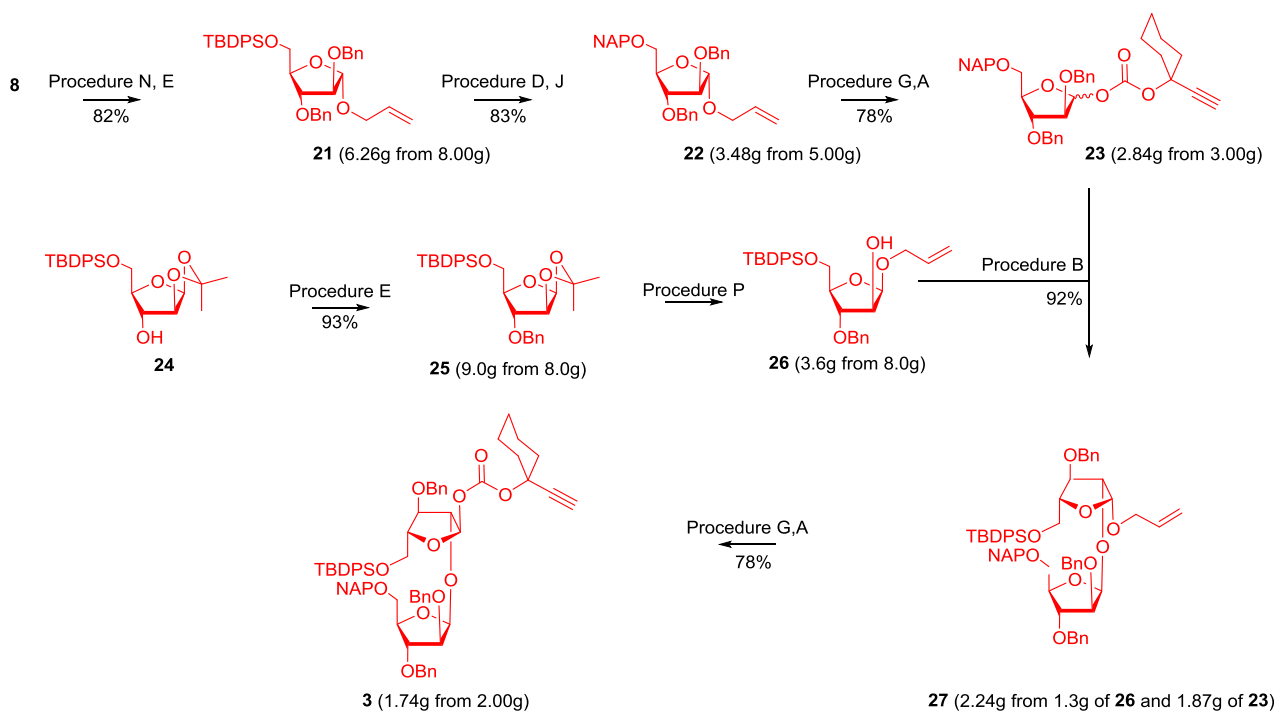 8
Procedure N, E
82%
TBDPSO
O
OBn
BnO
O
21 (6.26g from 8.00g)
Procedure D, J
83%
NAPO
O
OBn
BnO
O
22 (3.48g from 5.00g)
Procedure G,A
78%
NAPO
O
OBn
O
O
O
OBn
23 (2.84g from 3.00g)
TBDPSO
O
O
O
OH
24
Procedure E
93%
TBDPSO
O
O
O
OBn
25 (9.0g from 8.0g)
Procedure P
TBDPSO
O
OH
O
OBn
26 (3.6g from 8.0g)
Procedure B
92%
OBn
O
O
TBDPSO
O
NAPO
BnO
O
OBn
27 (2.24g from 1.3g of 26 and 1.87g of 23)
Procedure G,A
78%
O
OBn
O
O
O
TBDPSO
O
NAPO
BnO
O
OBn
3 (1.74g from 2.00g)